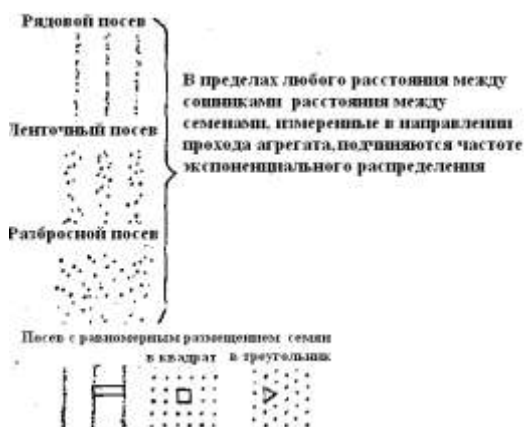 Рядовой посев
В пределах любого расстояния между
сошниками расстояния между
семенами, измеренные в направлении
прохода агрегата, подчиняются частоте
экспоненциального распределения
Ленточный посев
Разбросной посев
Посев с равномерным размещением семян
в квадрат в треугольник